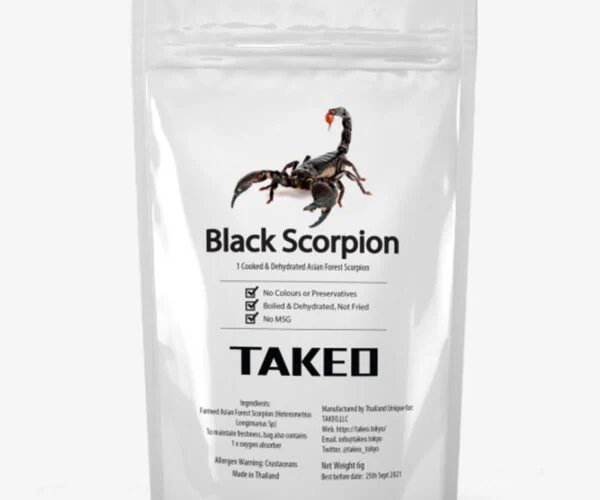 Black Scorpion
1 Cooked & Dehydrated Asian Forest Scorpion
No Colours or Preservatives
Boiled & Dehydrated, Not Fried
No MSG
TAKEO
Ingredients:
Farmed Asian Forest Scorpion (Heterometrus
Longimanus Sp)
To maintain freshness, bag also contains
1 x oxygen absorber
Allergen Warning: Crustaceans
Made in Thailand
Manufactured by Thailand Unique for:
TAKEO,LLC
Web. https://takeo.tokyo/
Email. info@takeo.tokyo
Twitter. @takeo_tokyo
Net Weight 6g
Best before date: 25th Sept 2021